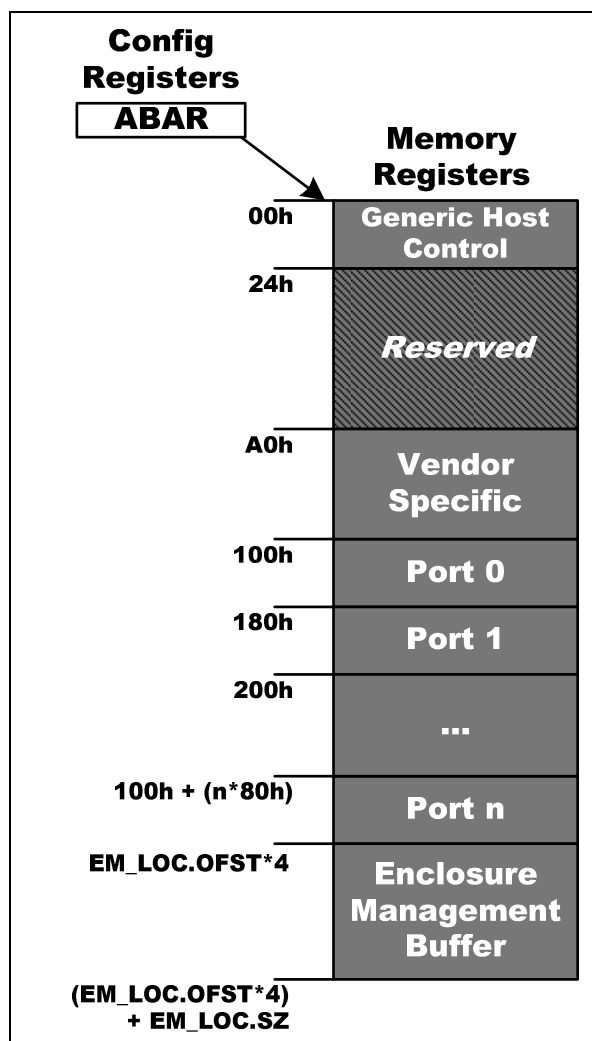 Config
Registers
ABAR
Memory
Registers
00h
Generic Host
Control
24h
Reserved
A0h
Vendor
Specific
100h
Port 0
180h
Port 1
200h
...
100h + (n*80h)
Port n
EM_LOC.OFST*4
Enclosure
Management
Buffer
(EM_LOC.OFST*4)
+ EM_LOC.SZ